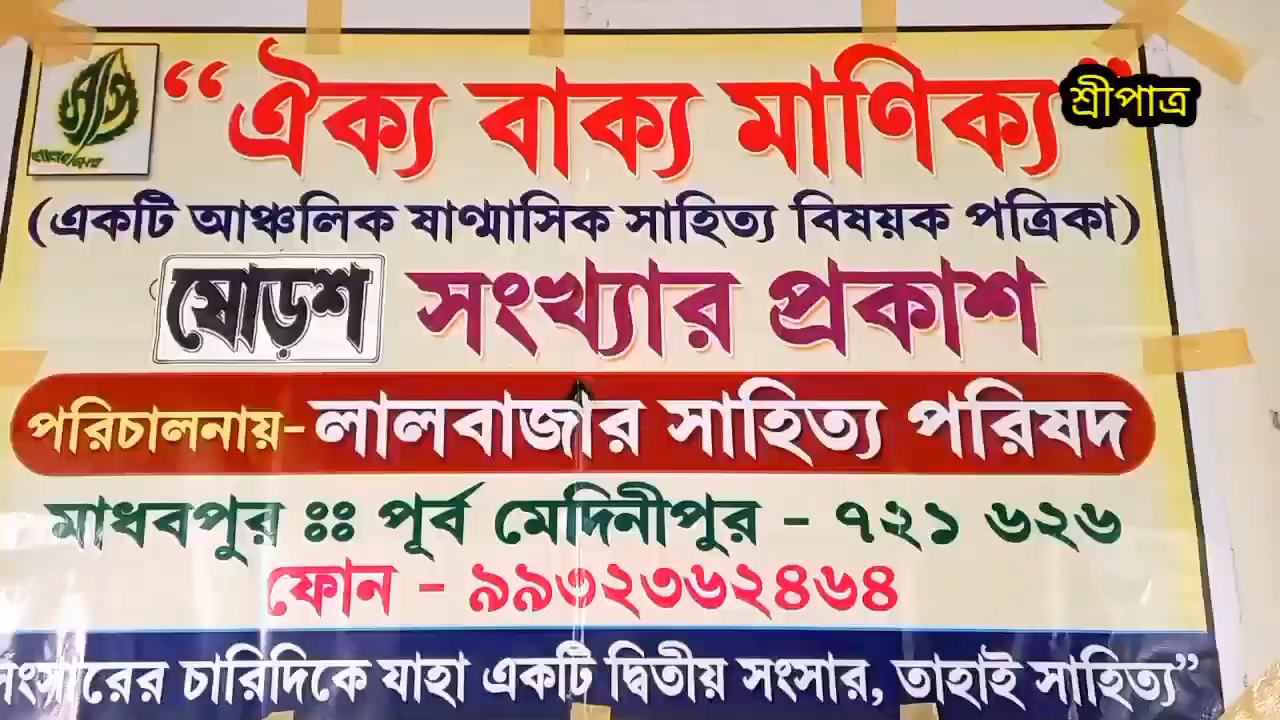 “ঐক্য বাক্য মাণিক্য”
শ্রীপাত্র
(একটি আঞ্চলিক ষাণ্মাসিক সাহিত্য বিষয়ক পত্রিকা)
ষোড়শ সংখ্যার প্রকাশ
পরিচালনায়- লালবাজার সাহিত্য পরিষদ
মাধবপুর ঃঃ পূর্ব মেদিনীপুর - ৭২১ ৬২৬
ফোন - ৯৯৩২৩৬২৪৬৪
সংসারের চারিদিকে যাহা একটি দ্বিতীয় সংসার, তাহাই সাহিত্য”